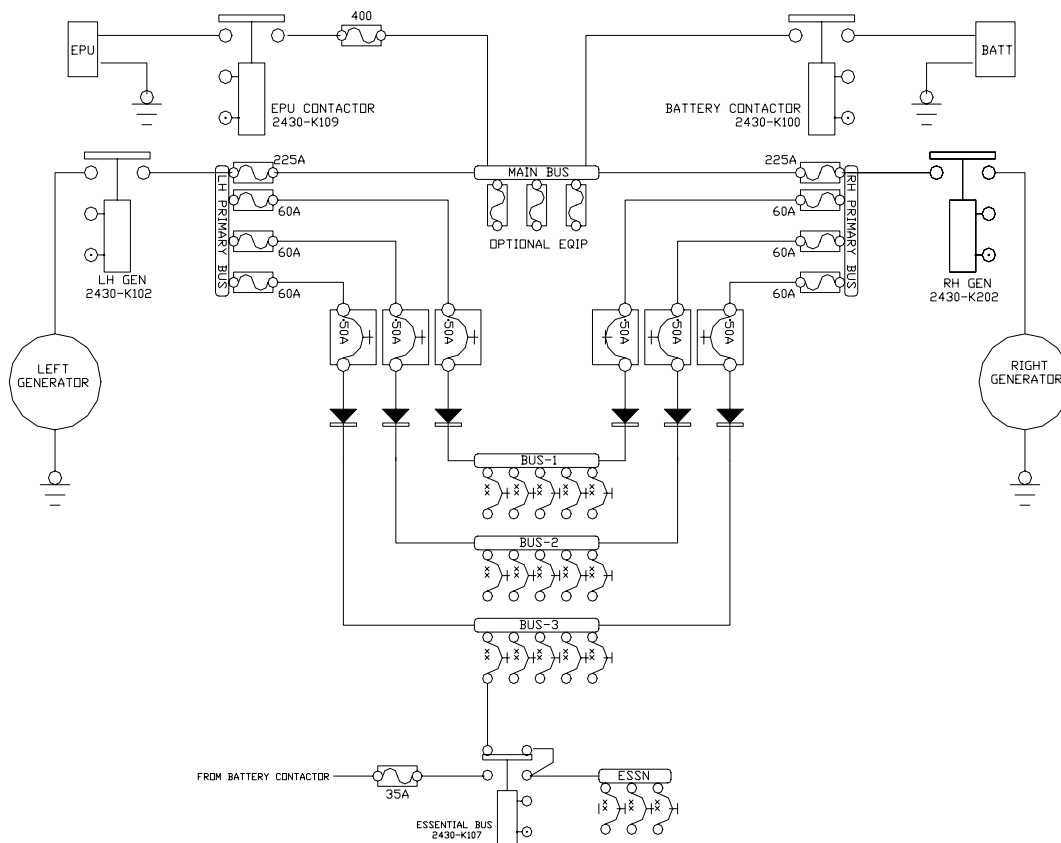 400
EPU
BATT
EPU CONTACTOR
2430-K109
BATTERY CONTACTOR
2430-K100
225A
MAIN BUS
225A
60A
60A
LH PRIMARY BUS
RH PRIMARY BUS
60A
60A
OPTIONAL EQIP
60A
60A
LH GEN
2430-K102
RH GEN
2430-K202
50A
50A
50A
50A
50A
50A
LEFT
GENERATOR
RIGHT
GENERATOR
BUS-1
BUS-2
BUS-3
FROM BATTERY CONTACTOR
35A
ESSN
ESSENTIAL BUS
2430-K107